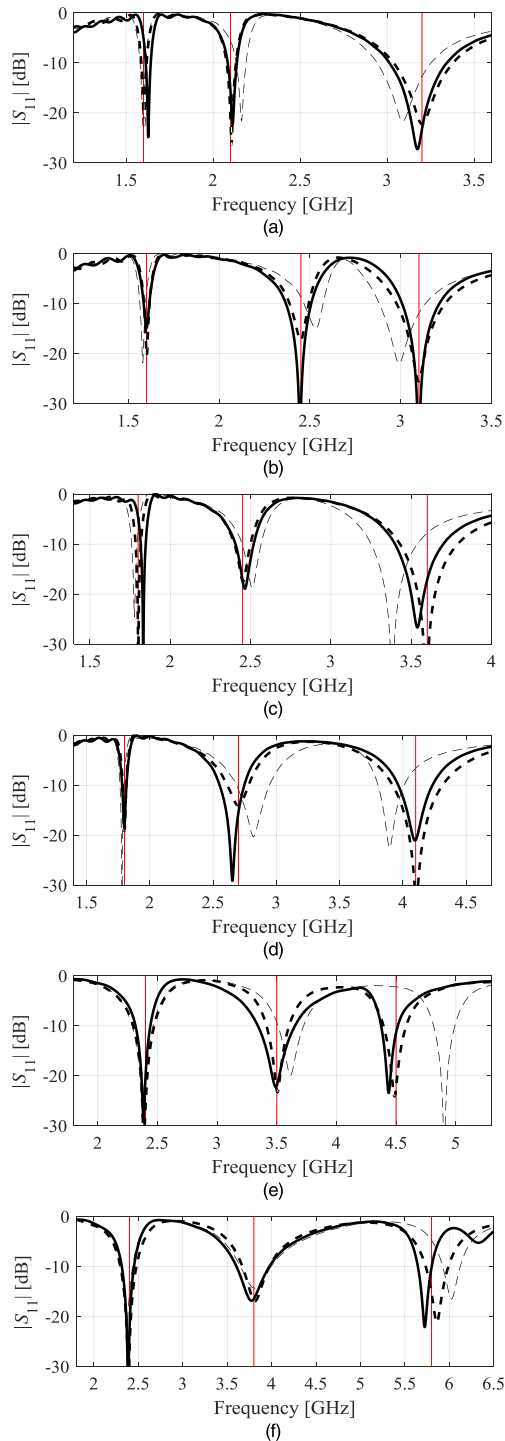 0
-10
-20
-30
|S11| [dB]
1.5 2 2.5 3 3.5
Frequency [GHz]
(a)
0
-10
-20
-30
|S11| [dB]
1.5 2 2.5 3 3.5
Frequency [GHz]
(b)
0
-10
-20
-30
|S11| [dB]
1.5 2 2.5 3 3.5 4
Frequency [GHz]
(c)
0
-10
-20
-30
|S11| [dB]
1.5 2 2.5 3 3.5 4 4.5
Frequency [GHz]
(d)
0
-10
-20
-30
|S11| [dB]
2 2.5 3 3.5 4 4.5 5
Frequency [GHz]
(e)
0
-10
-20
-30
|S11| [dB]
2 2.5 3 3.5 4 4.5 5 5.5 6 6.5
Frequency [GHz]
(f)